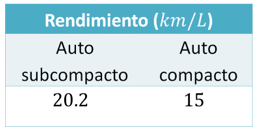 Rendimiento (km/L)
Auto Auto
subcompacto compacto
20.2 15